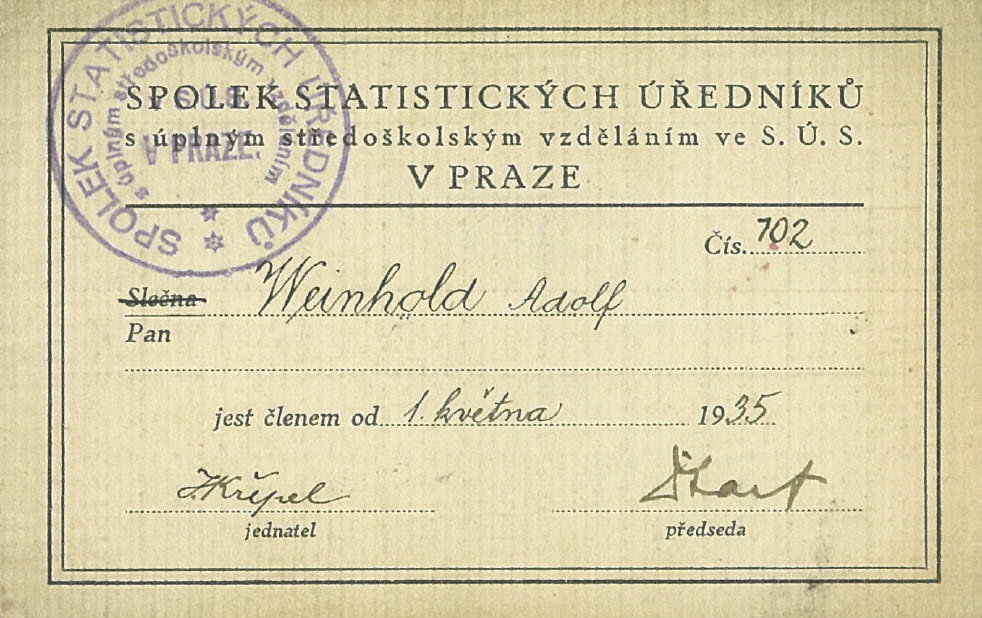 SPOLEK STATISTICKÝCH ÚŘEDNÍKŮ
s úplným středoškolským vzděláním ve S. Ú. S.
V PRAZE
SPOLEK STATISTICKÝCH ÚŘEDNÍKŮ
s úplným středoškolským vzděláním
V PRAZE.
Čís. 102
Slečna Weinhold Adolf
Pan
jest členem od 1. května 1935
jednatel
předseda